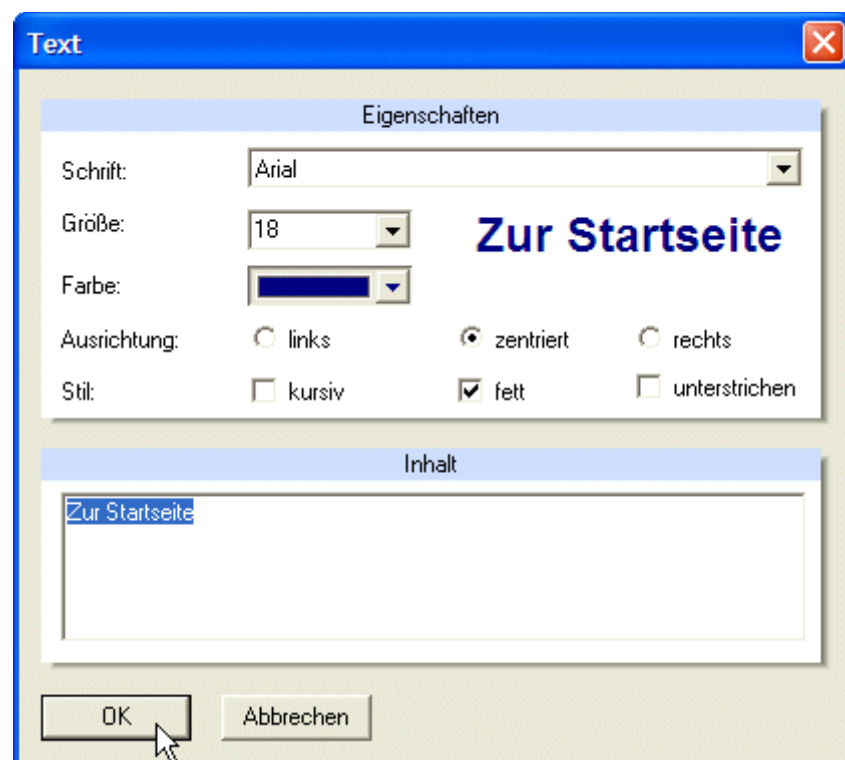 Text
Eigenschaften
Schrift: Arial
Größe: 18 Zur Startseite
Farbe:
Ausrichtung: links zentriert rechts
Stil: kursiv fett unterstrichen
Inhalt
Zur Startseite
OK Abbrechen